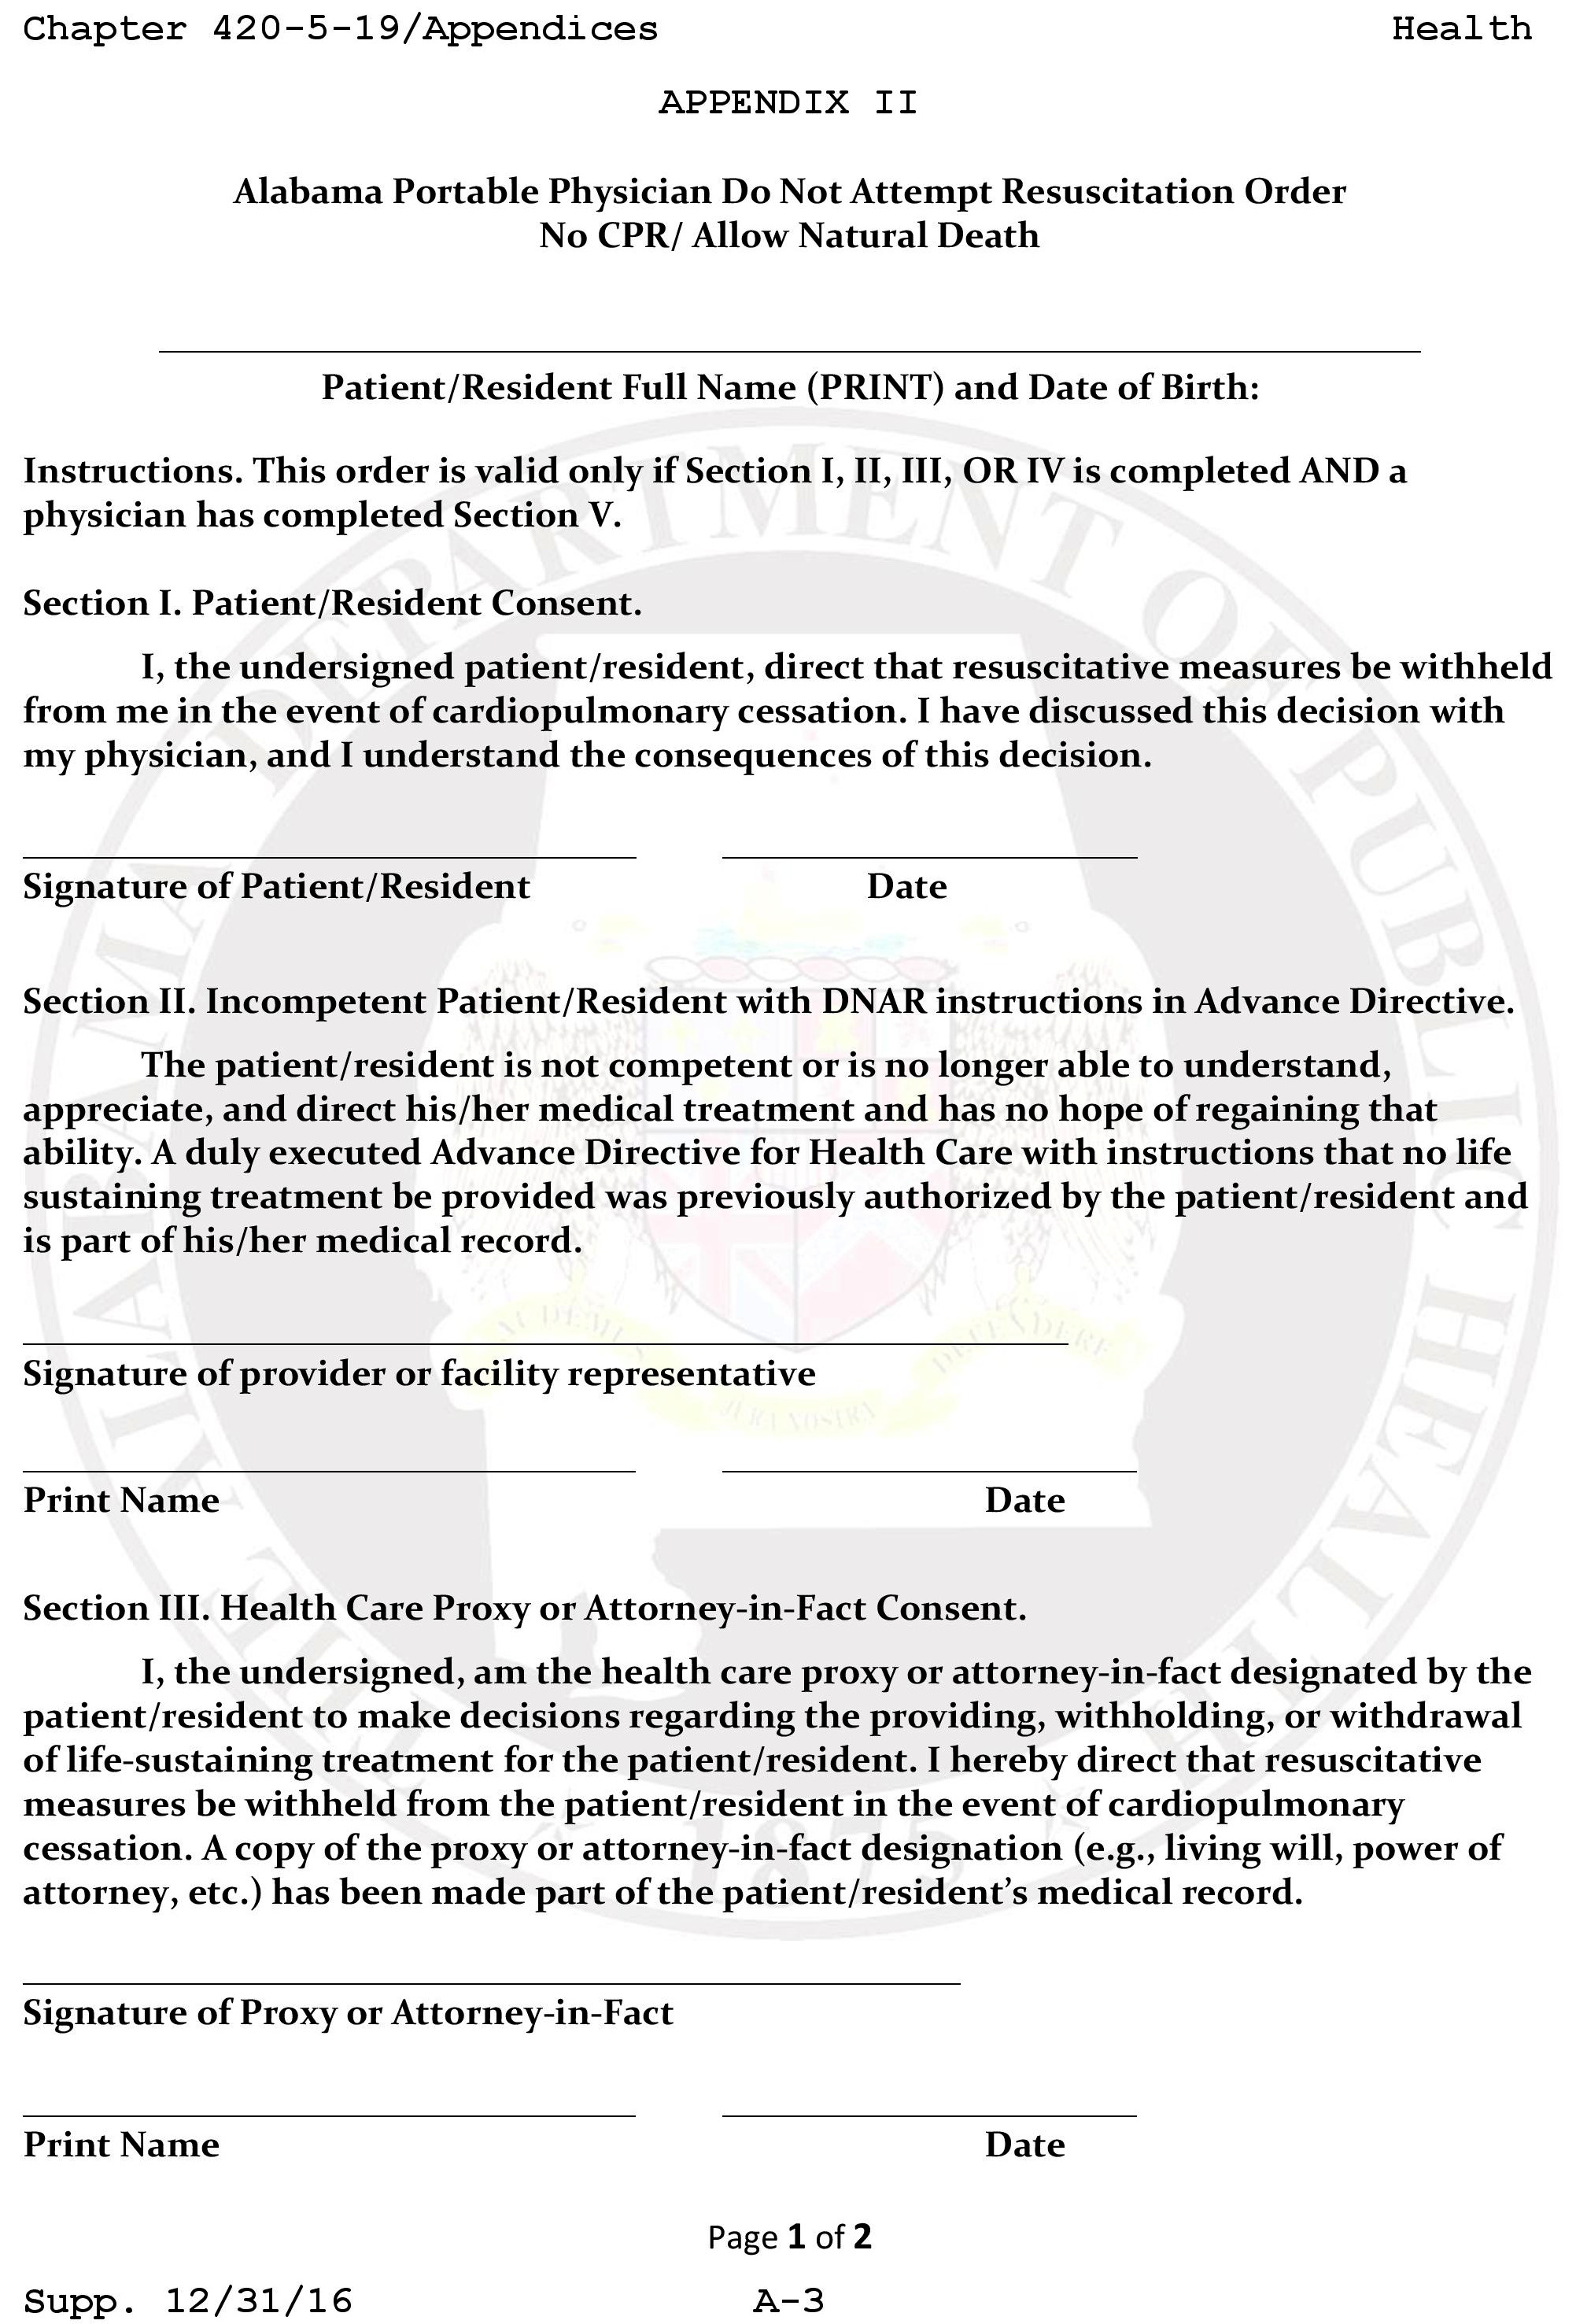 Chapter 420-5-19/Appendices Health
APPENDIX II
Alabama Portable Physician Do Not Attempt Resuscitation Order
No CPR/ Allow Natural Death
Patient/Resident Full Name (PRINT) and Date of Birth:
Instructions. This order is valid only if Section I, II, III, OR IV is completed AND a
physician has completed Section V.
Section I. Patient/Resident Consent.
I, the undersigned patient/resident, direct that resuscitative measures be withheld
from me in the event of cardiopulmonary cessation. I have discussed this decision with
my physician, and I understand the consequences of this decision.
Signature of Patient/Resident Date
Section II. Incompetent Patient/Resident with DNAR instructions in Advance Directive.
The patient/resident is not competent or is no longer able to understand,
appreciate, and direct his/her medical treatment and has no hope of regaining that
ability. A duly executed Advance Directive for Health Care with instructions that no life
sustaining treatment be provided was previously authorized by the patient/resident and
is part of his/her medical record.
Signature of provider or facility representative
Print Name Date
Section III. Health Care Proxy or Attorney-in-Fact Consent.
I, the undersigned, am the health care proxy or attorney-in-fact designated by the
patient/resident to make decisions regarding the providing, withholding, or withdrawal
of life-sustaining treatment for the patient/resident. I hereby direct that resuscitative
measures be withheld from the patient/resident in the event of cardiopulmonary
cessation. A copy of the proxy or attorney-in-fact designation (e.g., living will, power of
attorney, etc.) has been made part of the patient/resident’s medical record.
Signature of Proxy or Attorney-in-Fact
Print Name Date
Page 1 of 2
Supp. 12/31/16 A-3
THE ALABAMA DEPARTMENT OF PUBLIC HEALTH
1875
AUDEMUS JURA NOSTRA DEFENDERE